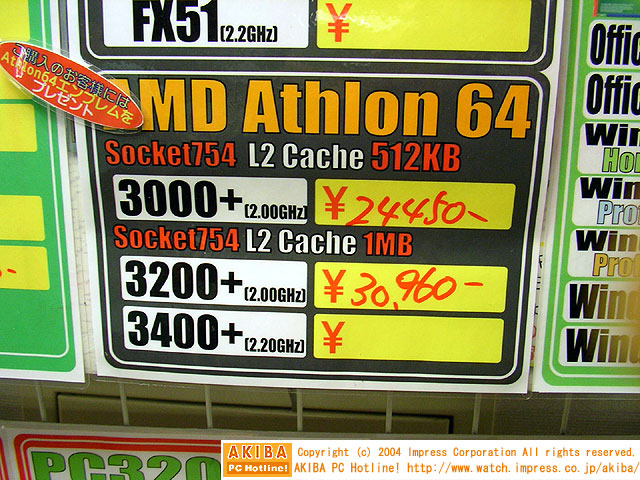 FX51(2.2GHz) ¥
ご購入のお客様には
Athlon64エンブレムを
プレゼント
AMD Athlon 64
Socket754 L2 Cache 512KB
3000+(2.00GHz) ¥24450-
Socket754 L2 Cache 1MB
3200+(2.00GHz) ¥30,960-
3400+(2.20GHz) ¥
Offic
Offic
Win
Ho
Win
Pro
Win
Prof
Wind
Wind
PC320
AKIBA
PC Hotline!
Copyright (c) 2004 Impress Corporation All rights reserved.
AKIBA PC Hotline! http://www.watch.impress.co.jp/akiba/